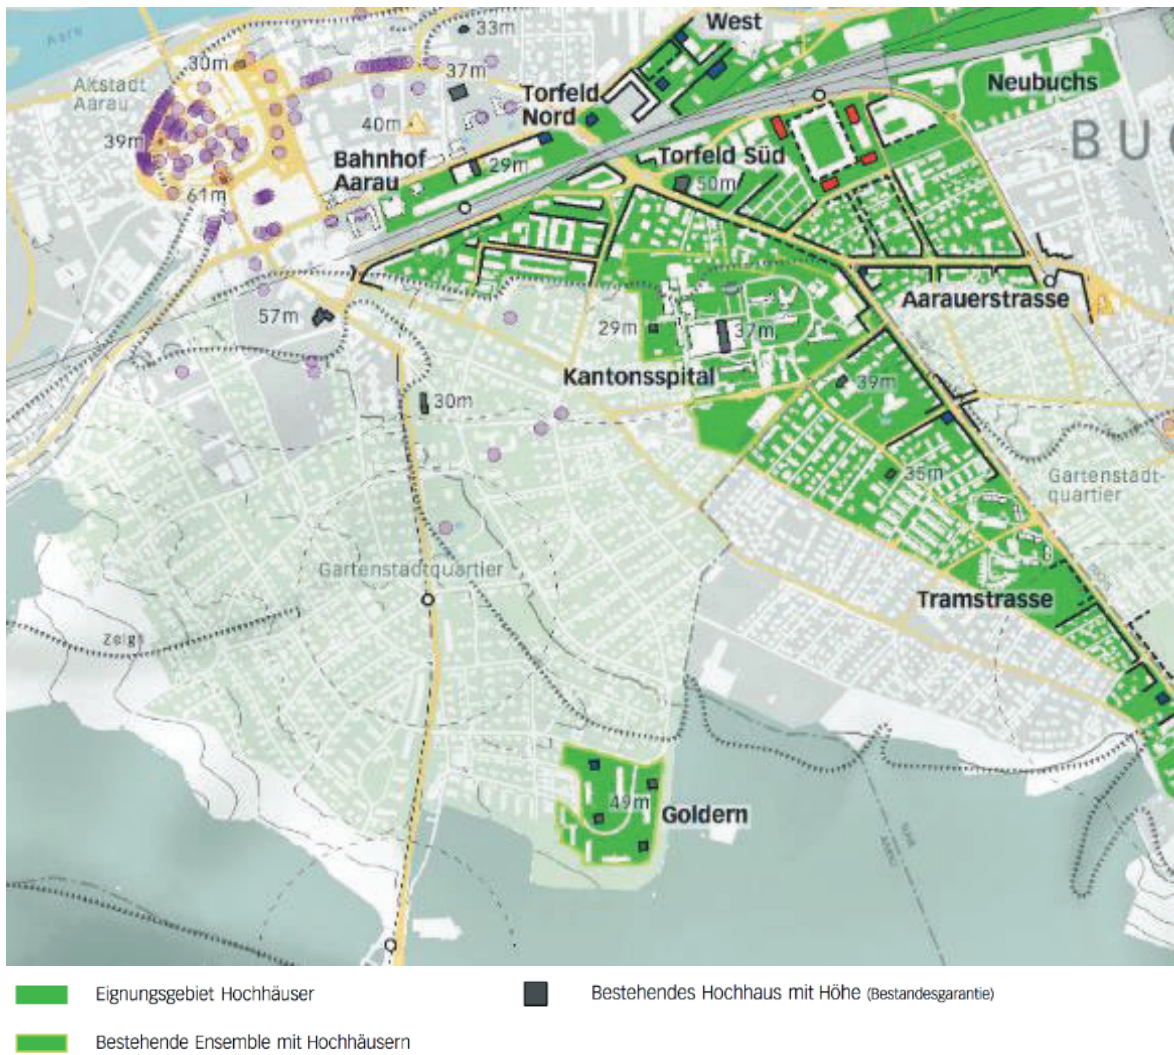 Aare
33m
West
30m
Altstadt
Aarau
37m
Torfeld
Nord
Neubuchs
40m
39m
Bahnhof
Aarau
29m
Torfeld Süd
BU
50m
61m
57m
29m
37m
Aarauerstrasse
Kantonsspital
39m
30m
35m
Gartenstadt-
quartier
Gartenstadtquartier
Tramstrasse
Zelgli
49m
Goldern
Eignungsgebiet Hochhäuser
Bestehendes Hochhaus mit Höhe (Bestandesgarantie)
Bestehende Ensemble mit Hochhäusern